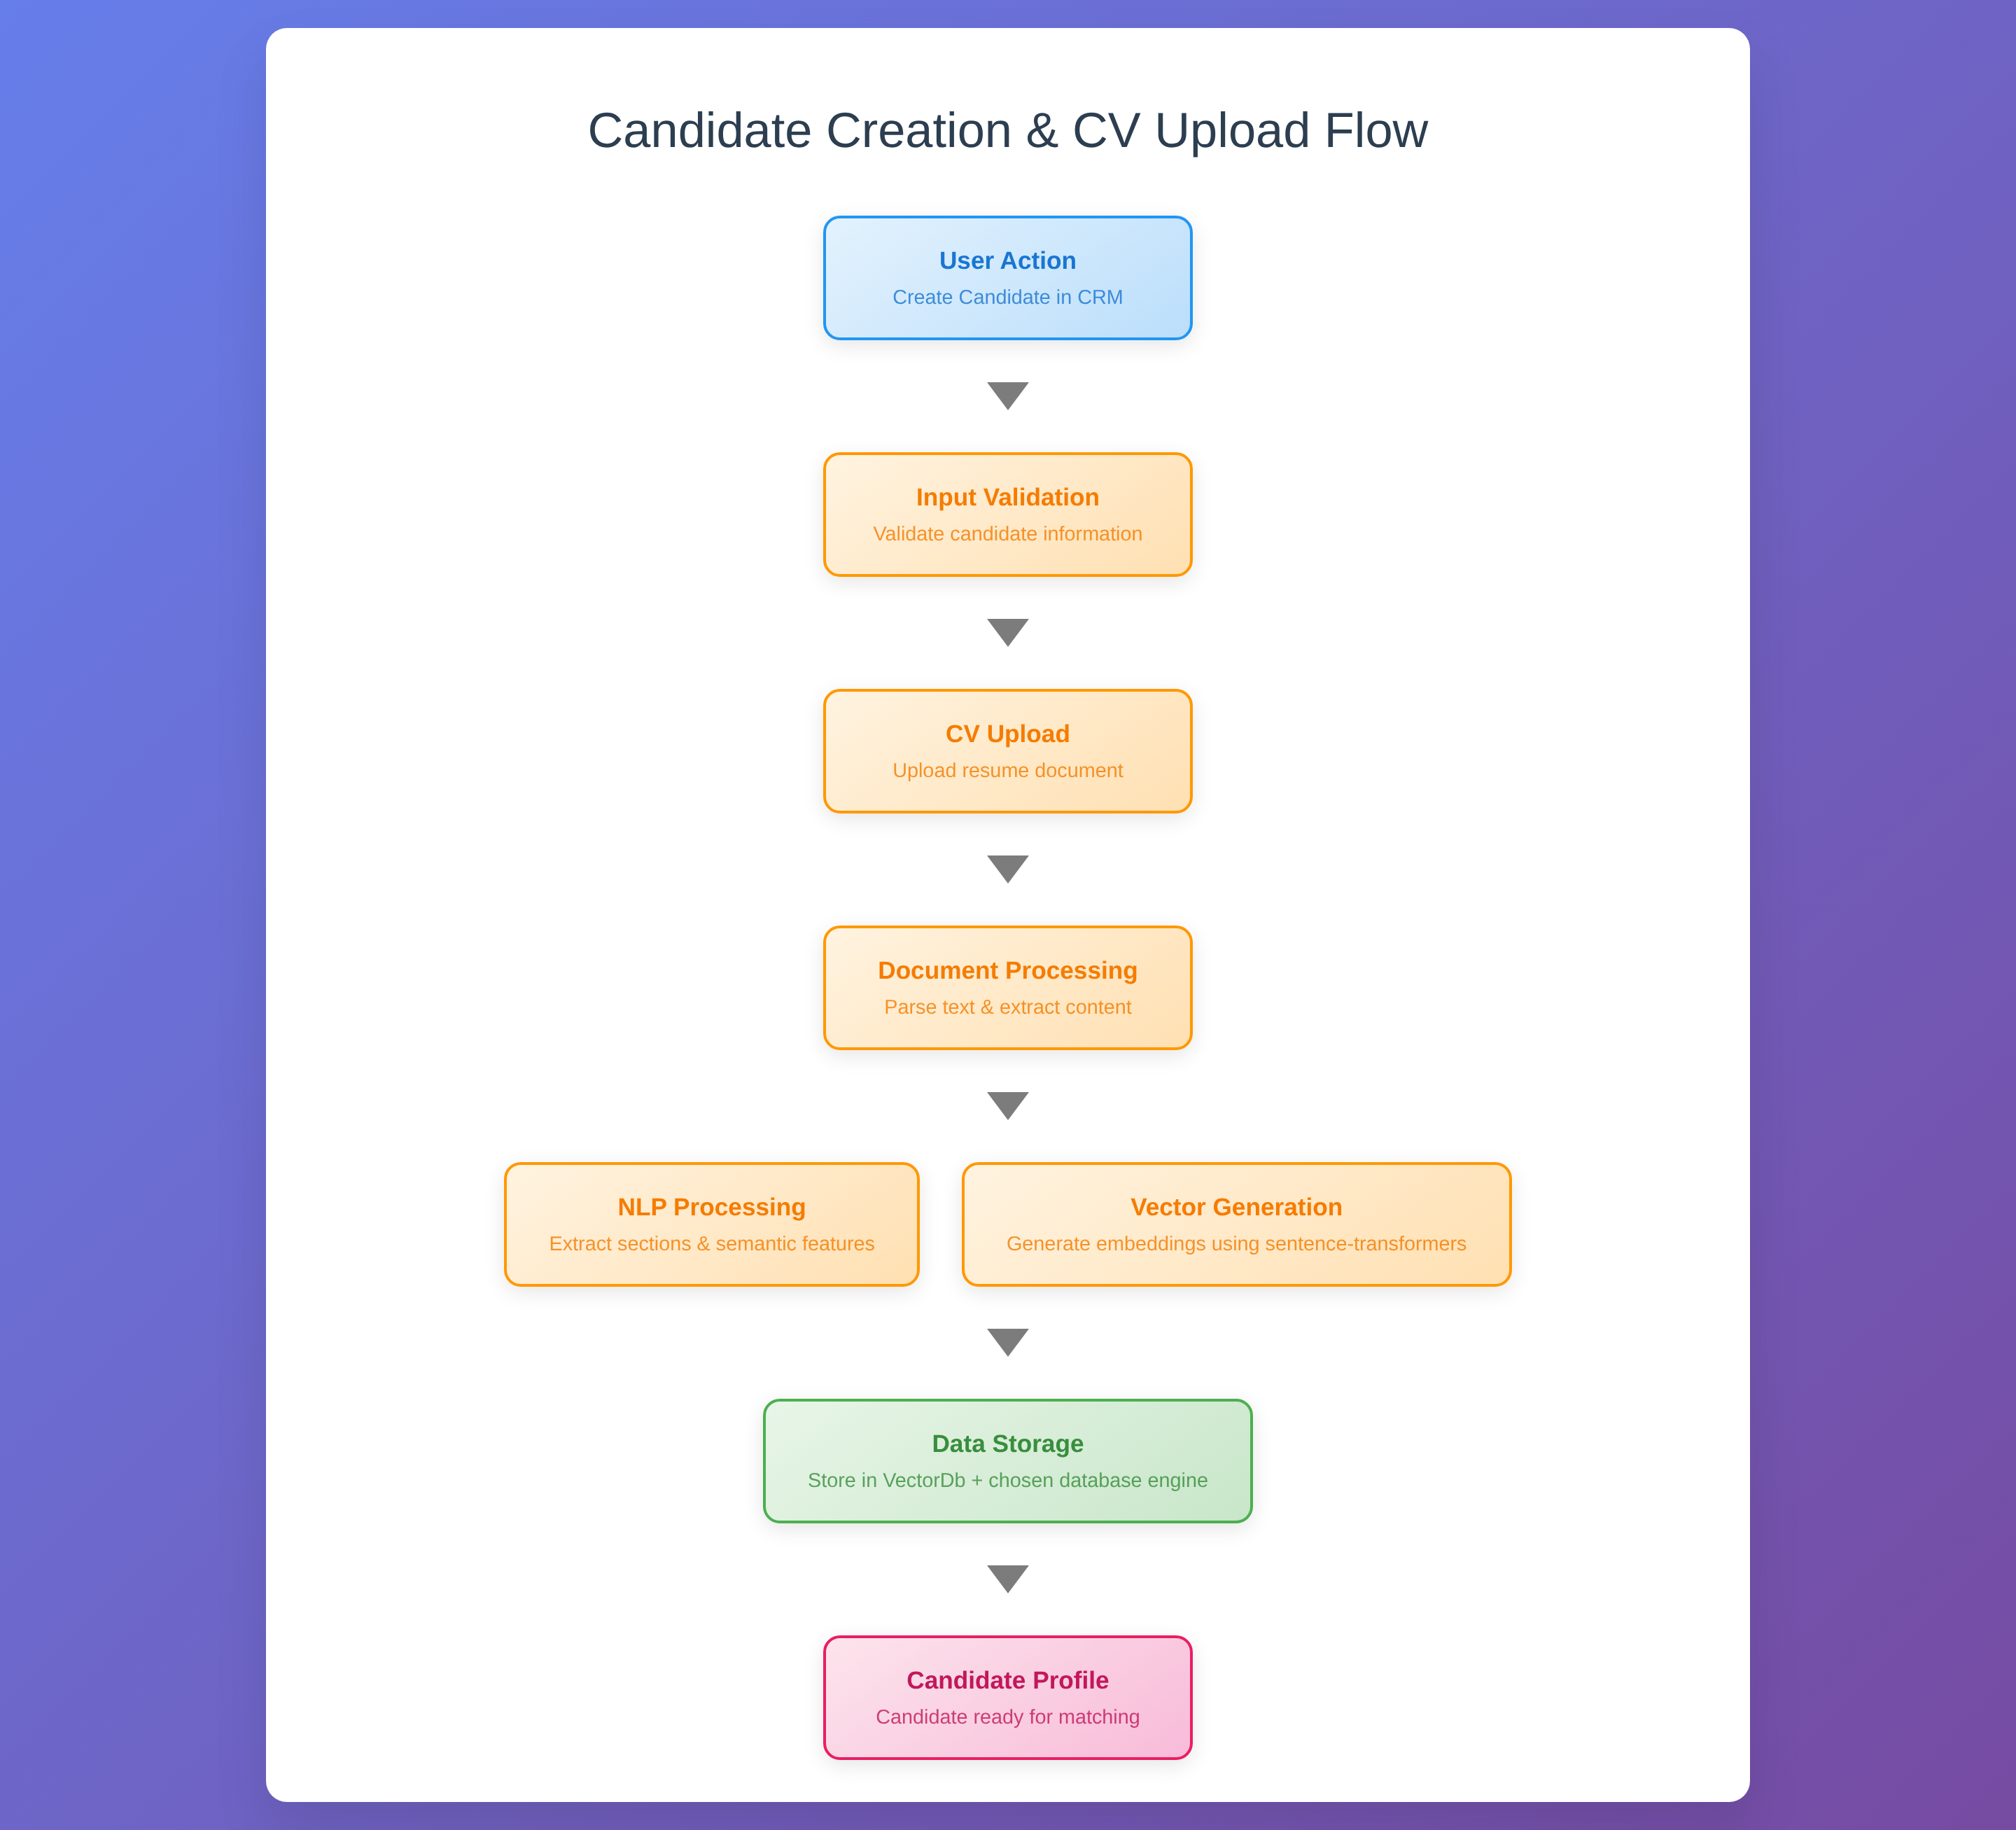 Candidate Creation & CV Upload Flow
User Action
Create Candidate in CRM
Input Validation
Validate candidate information
CV Upload
Upload resume document
Document Processing
Parse text & extract content
NLP Processing
Extract sections & semantic features
Vector Generation
Generate embeddings using sentence-transformers
Data Storage
Store in VectorDb + chosen database engine
Candidate Profile
Candidate ready for matching